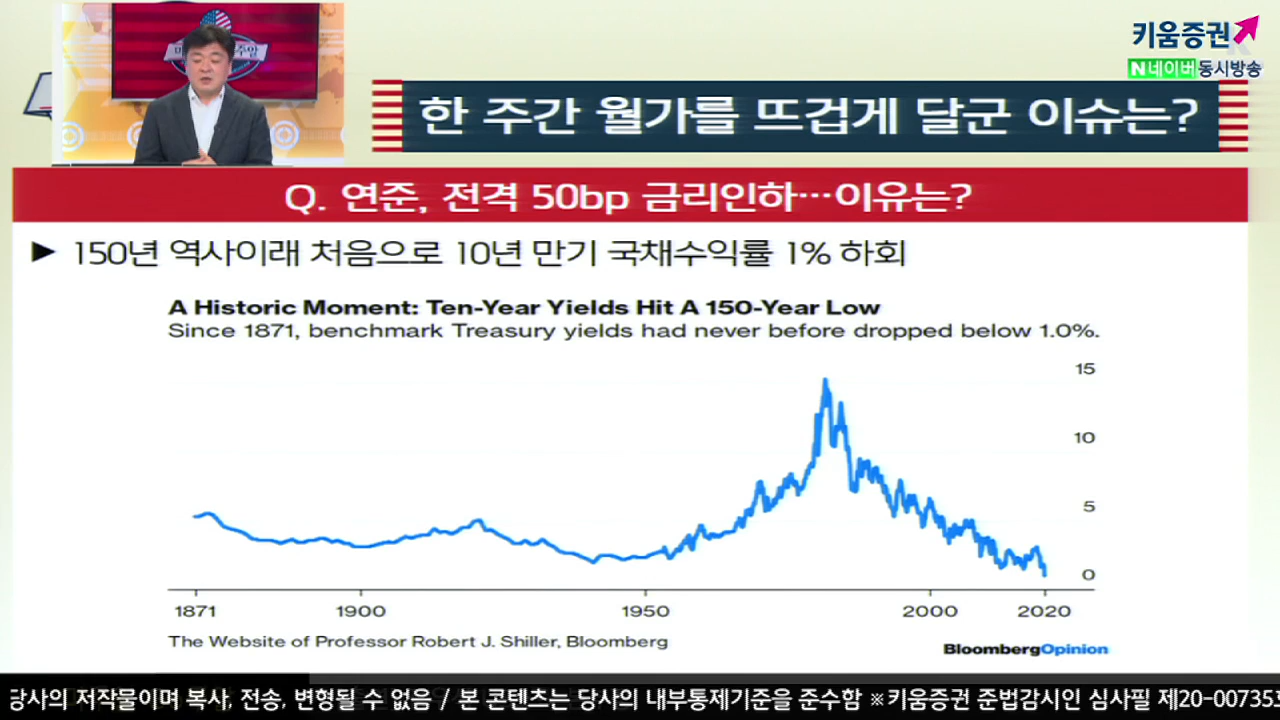 키움증권
N 네이버 동시방송
한 주간 월가를 뜨겁게 달군 이슈는?
Q. 연준, 전격 50bp 금리인하…이유는?
▶ 150년 역사이래 처음으로 10년 만기 국채수익률 1% 하회
A Historic Moment: Ten-Year Yields Hit A 150-Year Low
Since 1871, benchmark Treasury yields had never before dropped below 1.0%.
15
10
5
0
1871 1900 1950 2000 2020
The Website of Professor Robert J. Shiller, Bloomberg
BloombergOpinion
당사의 저작물이며 복사, 전송, 변형될 수 없음 / 본 콘텐츠는 당사의 내부통제기준을 준수함 ※키움증권 준법감시인 심사필 제20-00735